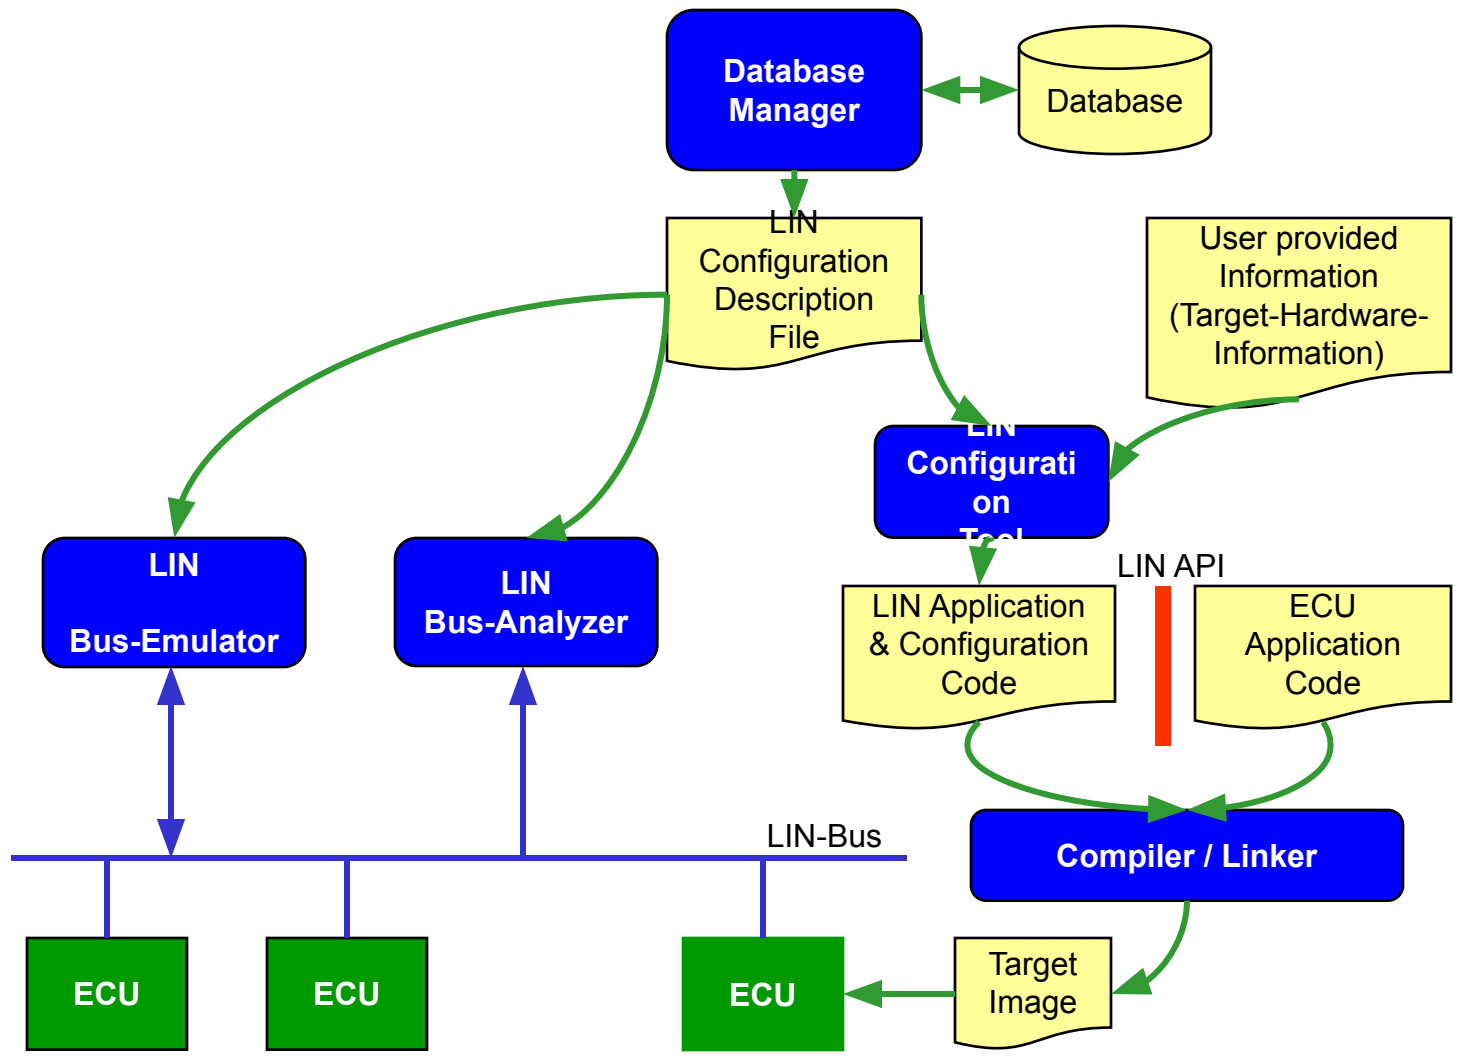 Database
Manager
Database
LIN
Configuration
Description
File
User provided
Information
(Target-Hardware-
Information)
LIN
Configurati
on
Tool
LIN
Bus-Emulator
LIN
Bus-Analyzer
LIN API
LIN Application
& Configuration
Code
ECU
Application
Code
LIN-Bus
Compiler / Linker
ECU
ECU
ECU
Target
Image